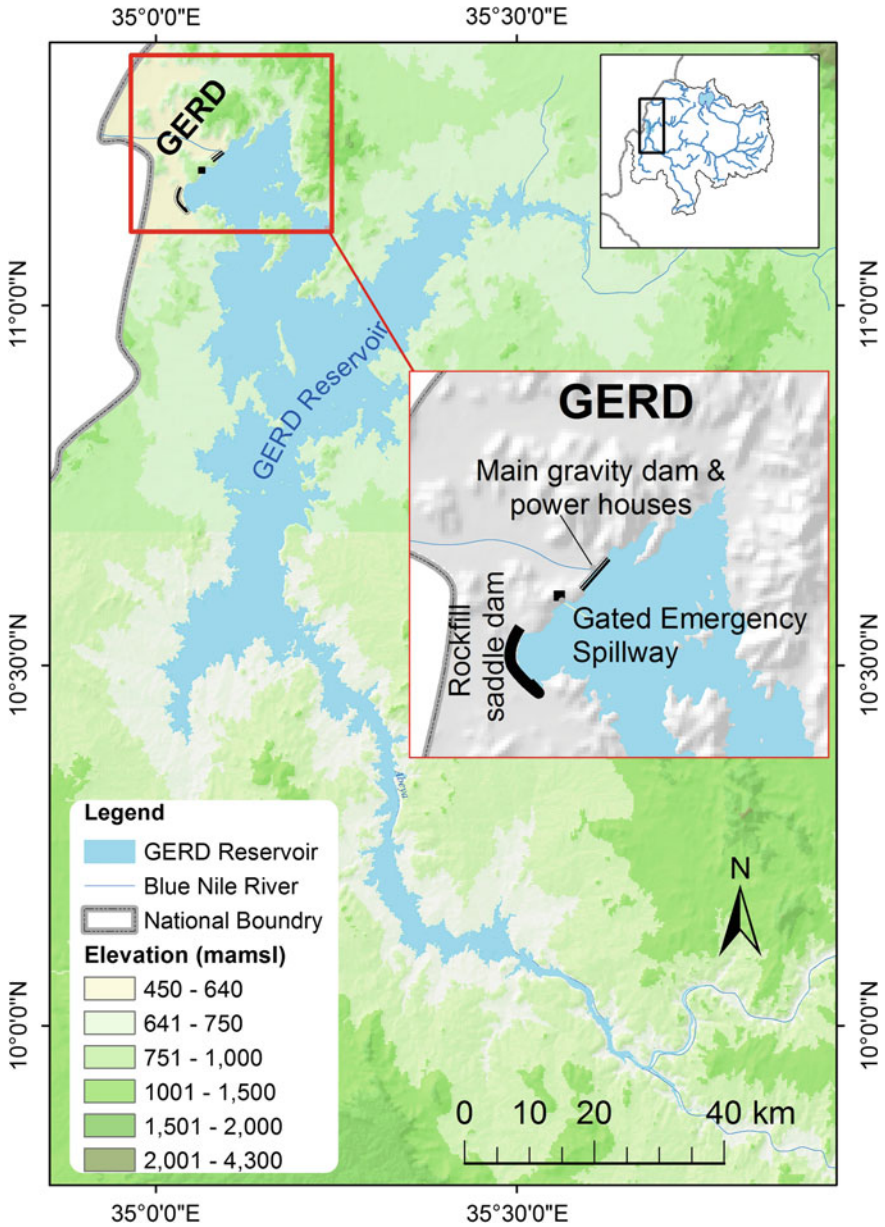 35°0'0"E
35°30'0"E
GERD
11°0'0"N
11°0'0"N
GERD Reservoir
GERD
Main gravity dam &
power houses
Gated Emergency
Spillway
Rockfill
saddle dam
10°30'0"N
10°30'0"N
Legend
GERD Reservoir
Blue Nile River
National Boundry
Elevation (mamsl)
450 - 640
641 - 750
751 - 1,000
1001 - 1,500
1,501 - 2,000
2,001 - 4,300
N
10°0'0"N
10°0'0"N
0 10 20 40 km
35°0'0"E
35°30'0"E